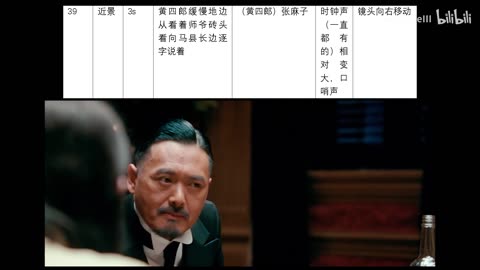 39 近景 3s 黄四郎缓慢地边 （黄四郎）张麻子 时钟声 镜头向右移动
从看着师爷砖头 （一直
看向马县长边逐 都有
字说着 的）相
对变
大，口
哨声
bilibili